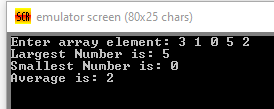 SCR emulator screen (80x25 chars)
Enter array element: 3 1 0 5 2
Largest Number is: 5
Smallest Number is: 0
Average is: 2